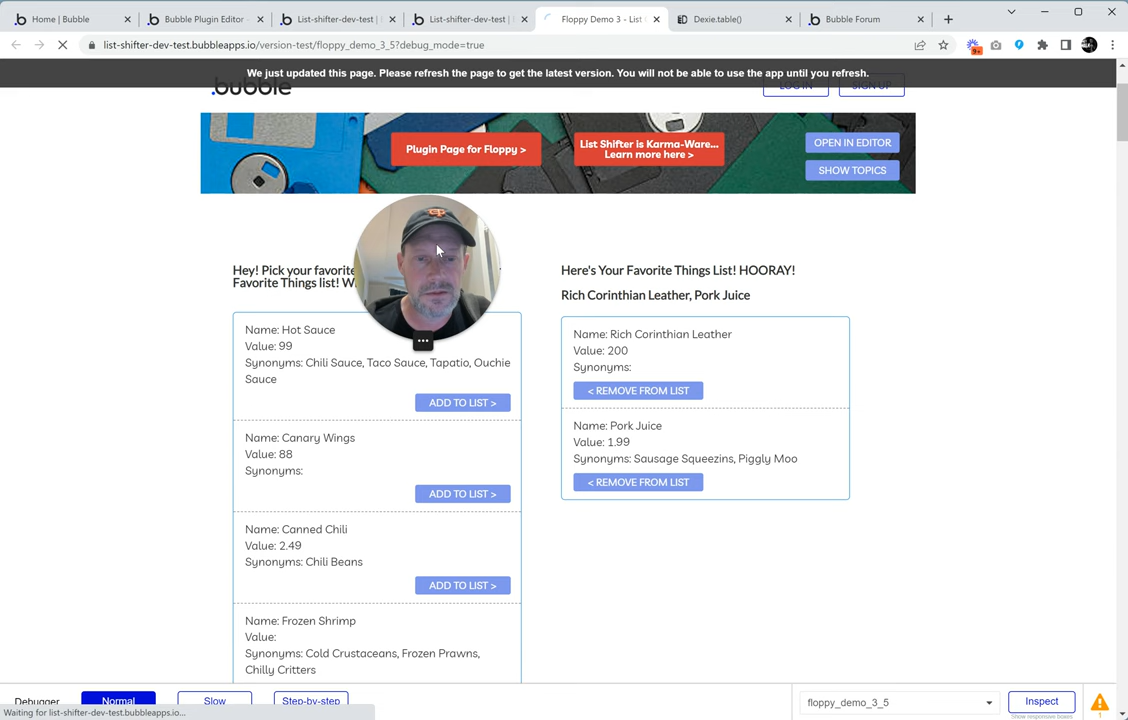 Home | Bubble
Bubble Plugin Editor -
List-shifter-dev-test |
List-shifter-dev-test |
Floppy Demo 3 - List
Dexie.table()
Bubble Forum
list-shifter-dev-test.bubbleapps.io/version-test/floppy_demo_3_5?debug_mode=true
9+
We just updated this page. Please refresh the page to get the latest version. You will not be able to use the app until you refresh.
.bubble
LOG IN
SIGN UP
Plugin Page for Floppy >
List Shifter is Karma-Ware...
Learn more here >
OPEN IN EDITOR
SHOW TOPICS
Hey! Pick your favorite
Favorite Things list! W
Name: Hot Sauce
Value: 99
Synonyms: Chili Sauce, Taco Sauce, Tapatio, Ouchie
Sauce
ADD TO LIST >
Name: Canary Wings
Value: 88
Synonyms:
ADD TO LIST >
Name: Canned Chili
Value: 2.49
Synonyms: Chili Beans
ADD TO LIST >
Name: Frozen Shrimp
Value:
Synonyms: Cold Crustaceans, Frozen Prawns,
Chilly Critters
Here's Your Favorite Things List! HOORAY!
Rich Corinthian Leather, Pork Juice
Name: Rich Corinthian Leather
Value: 200
Synonyms:
< REMOVE FROM LIST
Name: Pork Juice
Value: 1.99
Synonyms: Sausage Squeezins, Piggly Moo
< REMOVE FROM LIST
Debugger
Normal
Slow
Step-by-step
floppy_demo_3_5
Inspect
Show responsive boxes
1
Waiting for list-shifter-dev-test.bubbleapps.io...